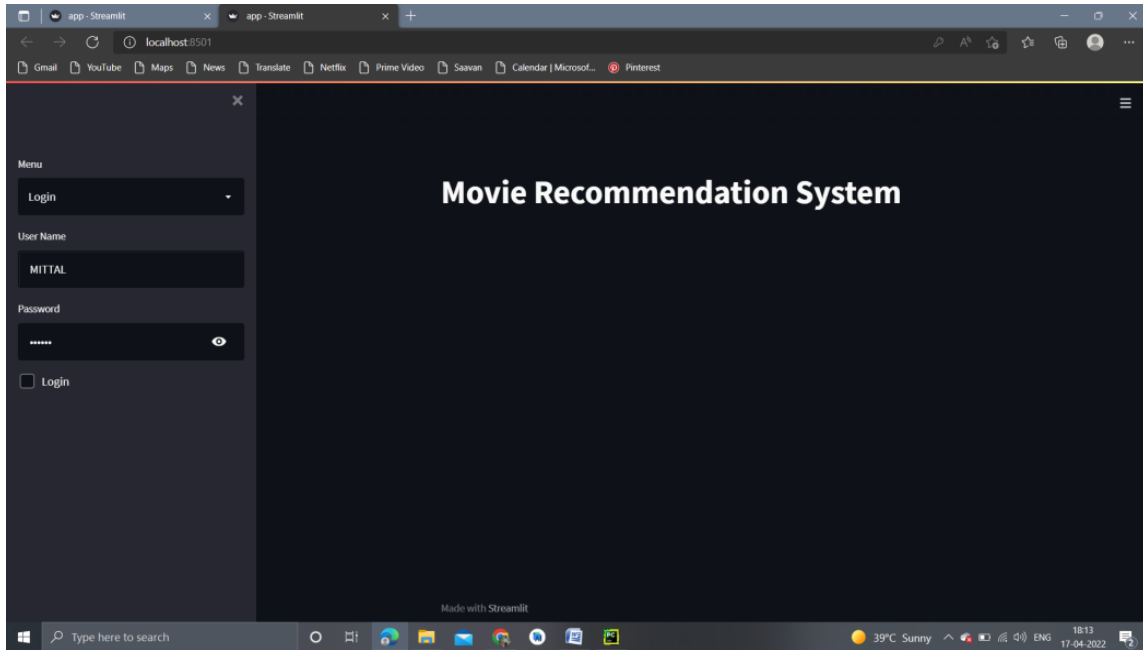 app · Streamlit
app · Streamlit
localhost:8501
Gmail YouTube Maps News Translate Netflix Prime Video Saavan Calendar | Microsof... Pinterest
Menu
Login
User Name
MITTAL
Password
Login
Movie Recommendation System
Made with Streamlit
Type here to search
39°C Sunny
ENG
18:13
17-04-2022
2